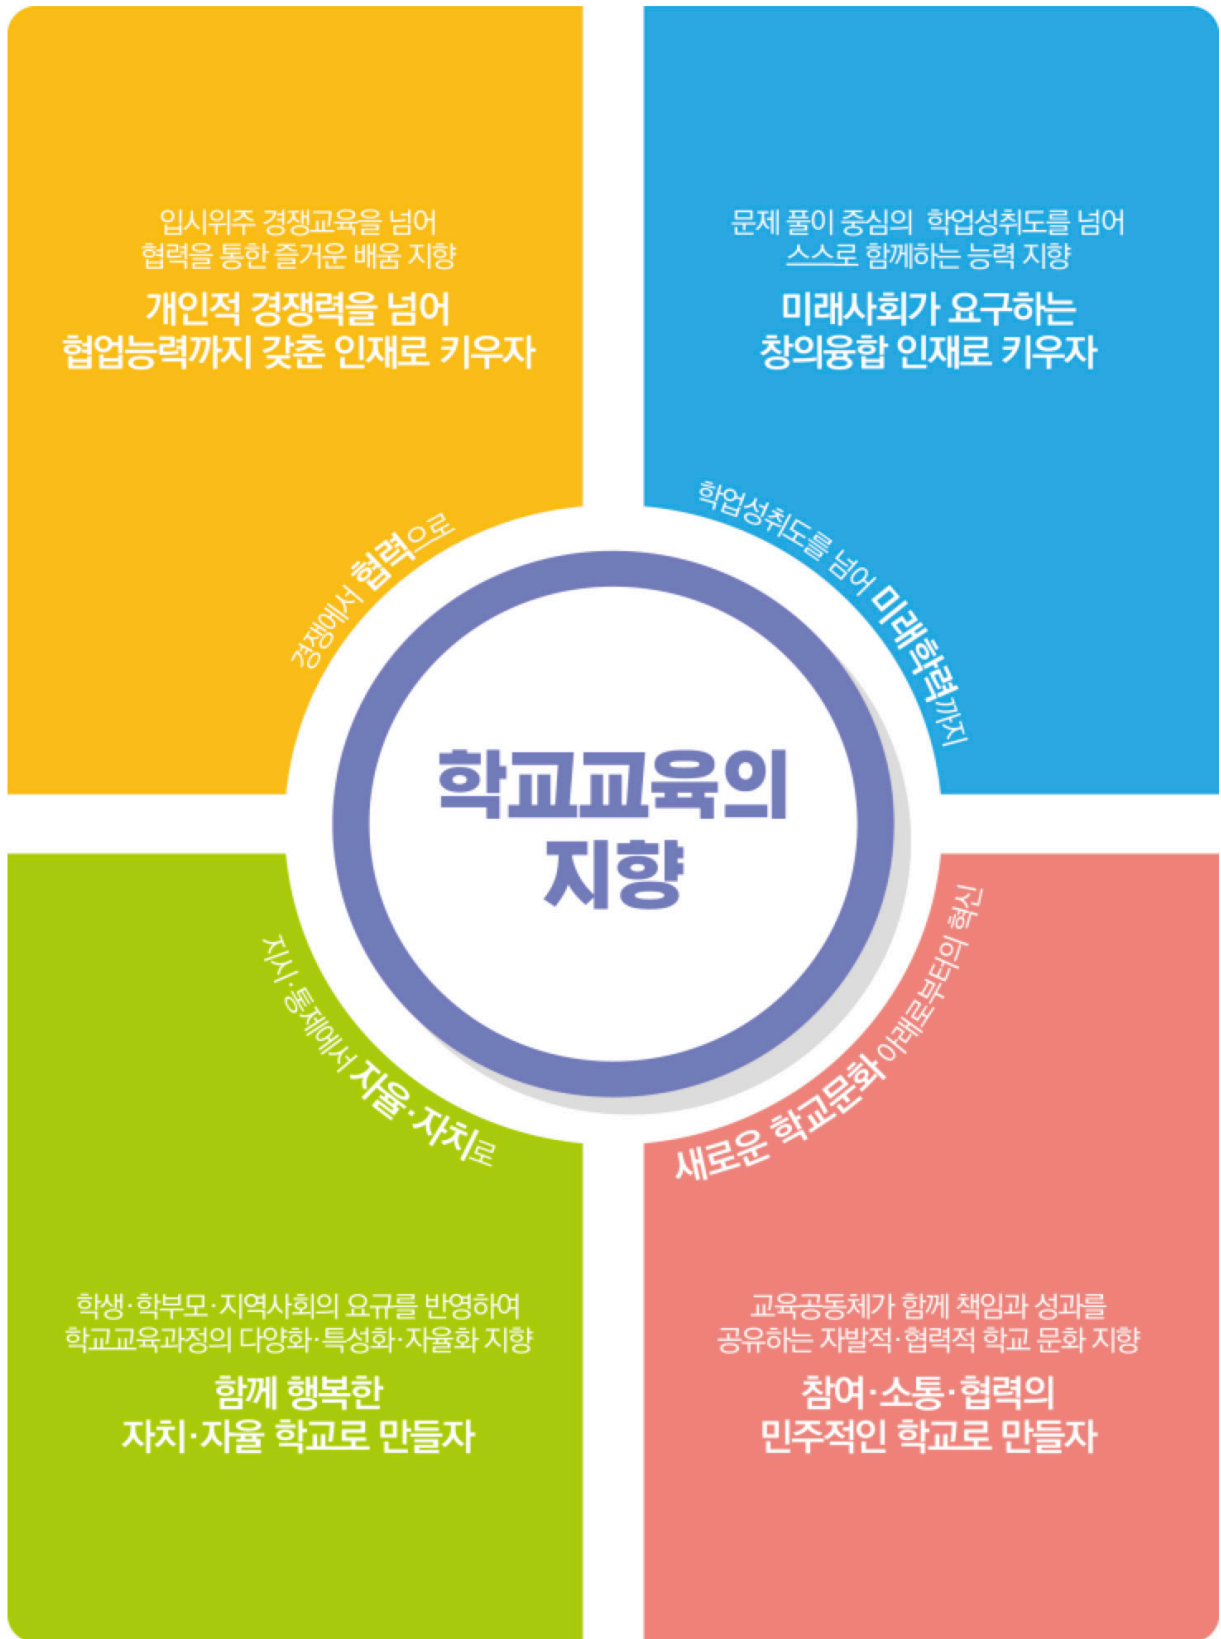 입시위주 경쟁교육을 넘어
협력을 통한 즐거운 배움 지향
개인적 경쟁력을 넘어
협업능력까지 갖춘 인재로 키우자
경쟁에서 협력으로
문제 풀이 중심의 학업성취도를 넘어
스스로 함께하는 능력 지향
미래사회가 요구하는
창의융합 인재로 키우자
학업성취도를 넘어 미래학력까지
학교교육의
지향
지시·통제에서 자율·자치로
학생·학부모·지역사회의 요규를 반영하여
학교교육과정의 다양화·특성화·자율화 지향
함께 행복한
자치·자율 학교로 만들자
새로운 학교문화 아래로부터의 혁신
교육공동체가 함께 책임과 성과를
공유하는 자발적·협력적 학교 문화 지향
참여·소통·협력의
민주적인 학교로 만들자